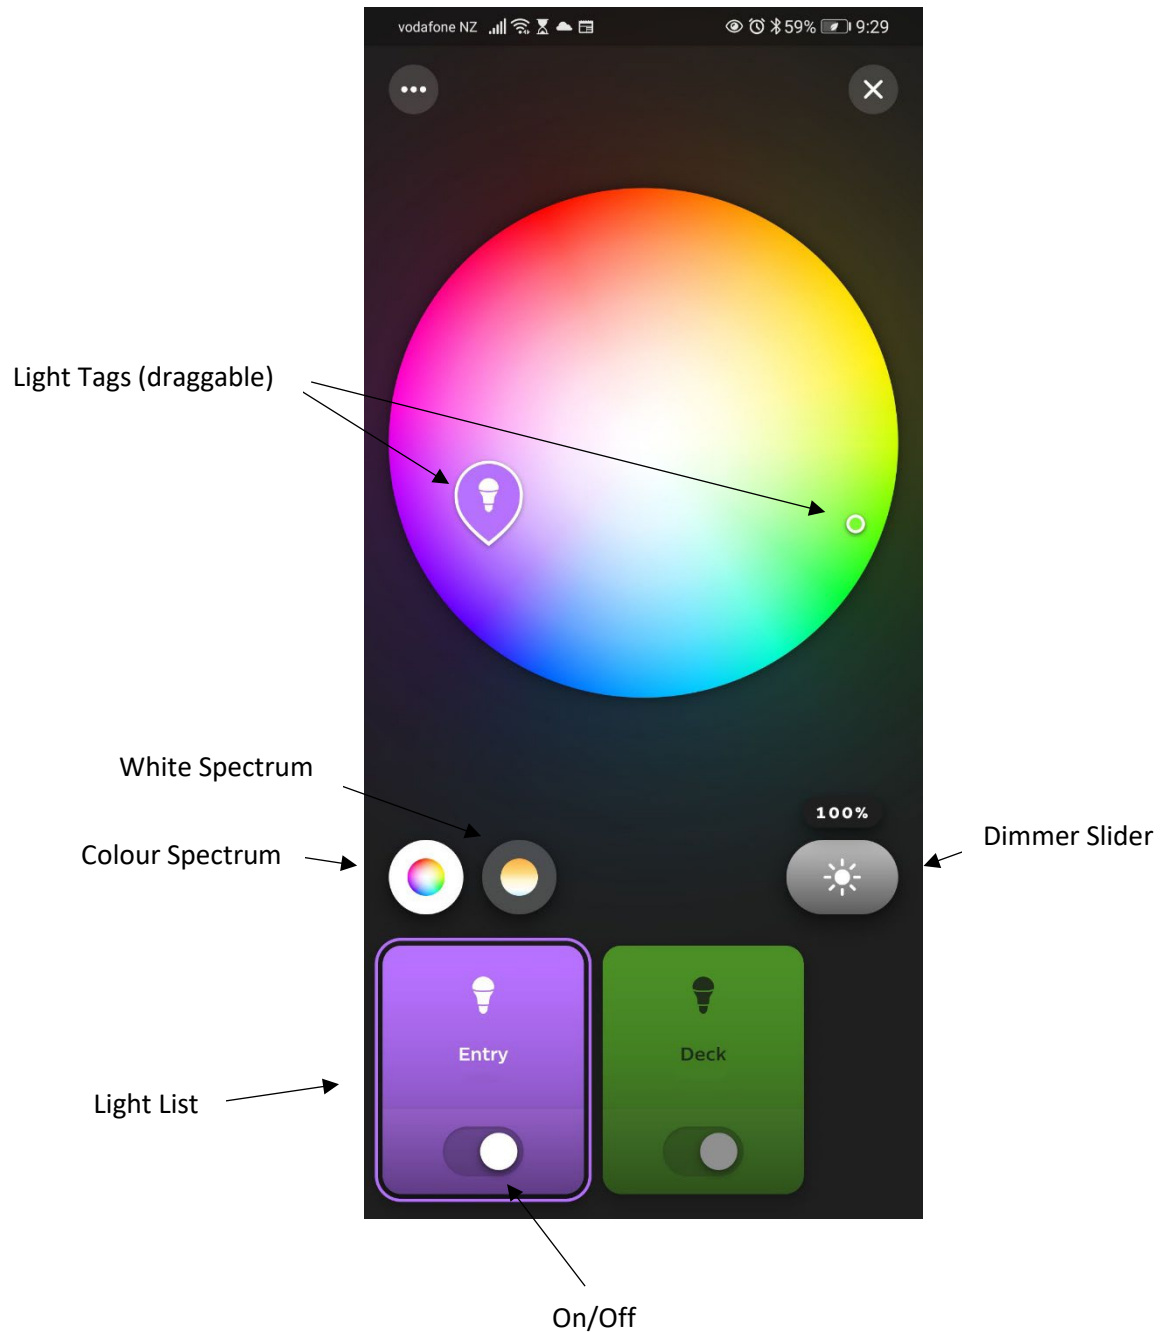 vodafone NZ 59% 9:29
Light Tags (draggable)
White Spectrum
100%
Dimmer Slider
Colour Spectrum
Entry
Deck
Light List
On/Off